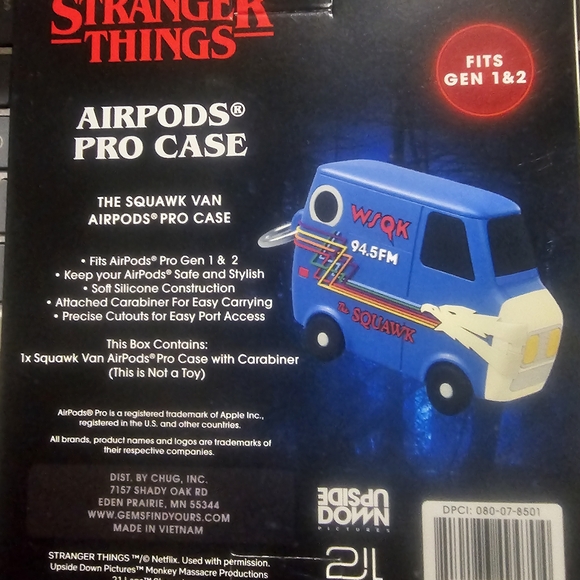 STRANGER
THINGS
FITS
GEN 1&2
AIRPODS®
PRO CASE
THE SQUAWK VAN
AIRPODS® PRO CASE
• Fits AirPods® Pro Gen 1 & 2
• Keep your AirPods® Safe and Stylish
• Soft Silicone Construction
• Attached Carabiner For Easy Carrying
• Precise Cutouts for Easy Port Access
This Box Contains:
1x Squawk Van AirPods® Pro Case with Carabiner
(This is Not a Toy)
WSQK
94.5FM
The SQUAWK
AirPods® Pro is a registered trademark of Apple Inc.,
registered in the U.S. and other countries.
All brands, product names and logos are trademarks of
their respective companies.
DIST. BY CHUG, INC.
7157 SHADY OAK RD
EDEN PRAIRIE, MN 55344
WWW.GEMSFINDYOURS.COM
MADE IN VIETNAM
UPSIDE
DOWN
PICTURES
21
DPCI: 080-07-8501
STRANGER THINGS ™/© Netflix. Used with permission.
Upside Down Pictures™ Monkey Massacre Productions